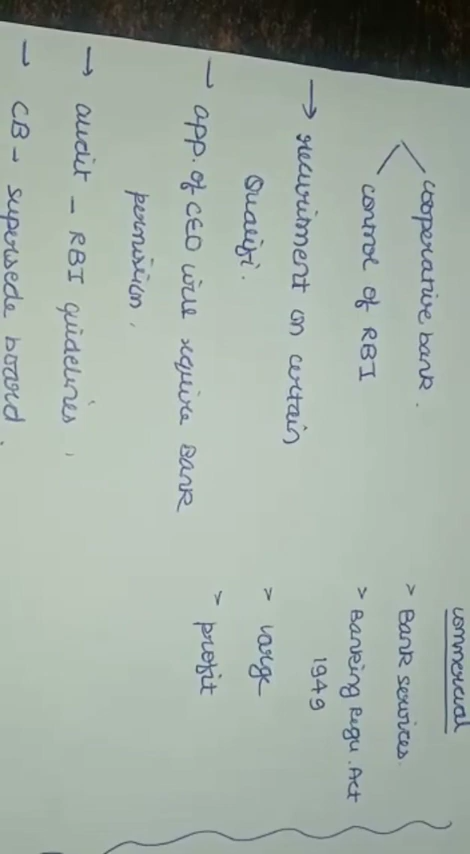 cooperative bank.
control of RBI
→ recruitment on certain
Qualifi.
→ app. of CEO will require Bank
permission.
→ audit - RBI guidelines,
→ CB → supersede board.
commercial
> Bank services.
> Banking Regu. Act
1949
> large
> profit